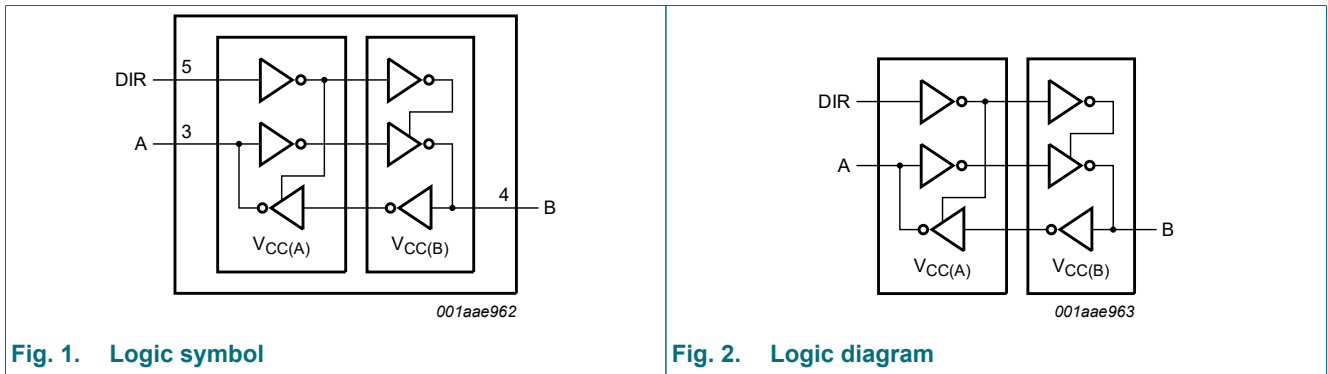 DIR 5
A 3
4 B
VCC(A) VCC(B)
001aae962
Fig. 1. Logic symbol
DIR
A
B
VCC(A) VCC(B)
001aae963
Fig. 2. Logic diagram